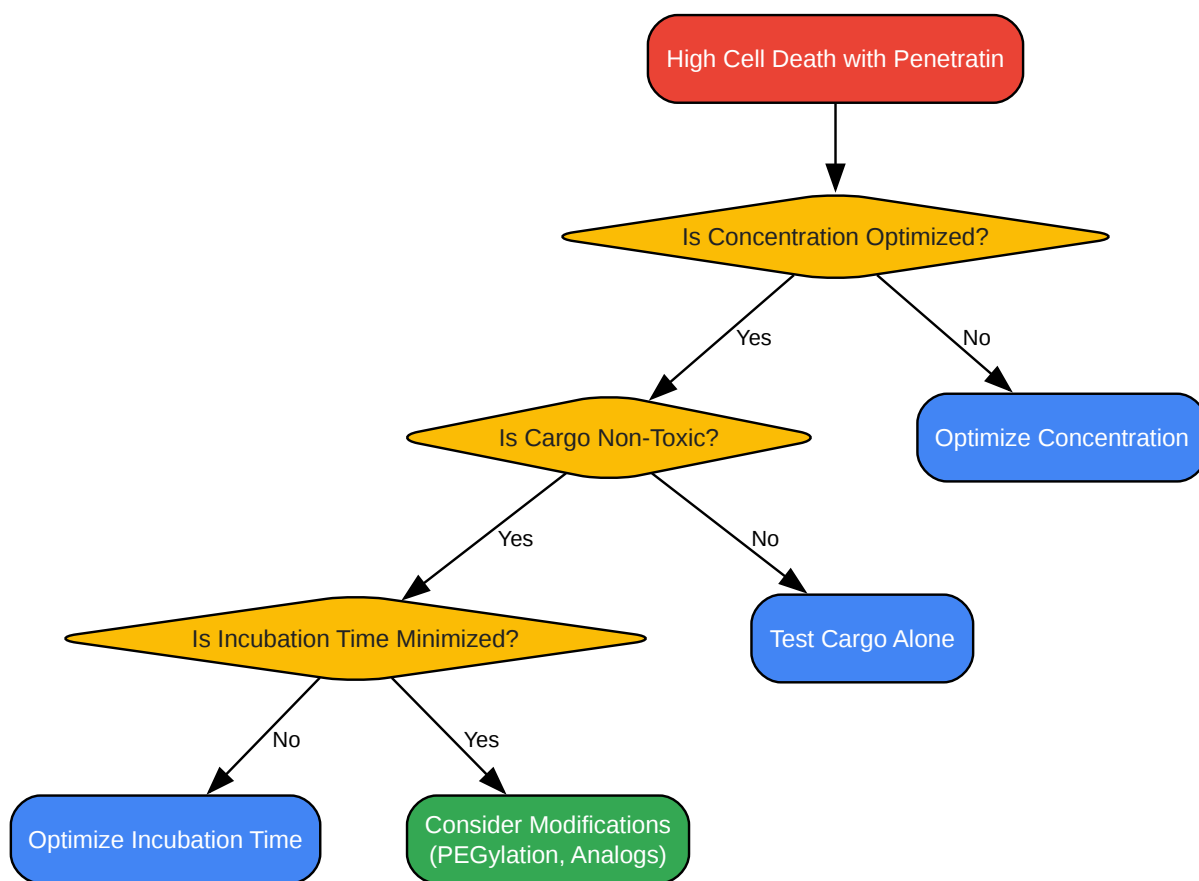 High Cell Death with Penetratin
Is Concentration Optimized?
Yes
No
Is Cargo Non-Toxic?
Optimize Concentration
Yes
No
Is Incubation Time Minimized?
Test Cargo Alone
No
Yes
Optimize Incubation Time
Consider Modifications
(PEGylation, Analogs)